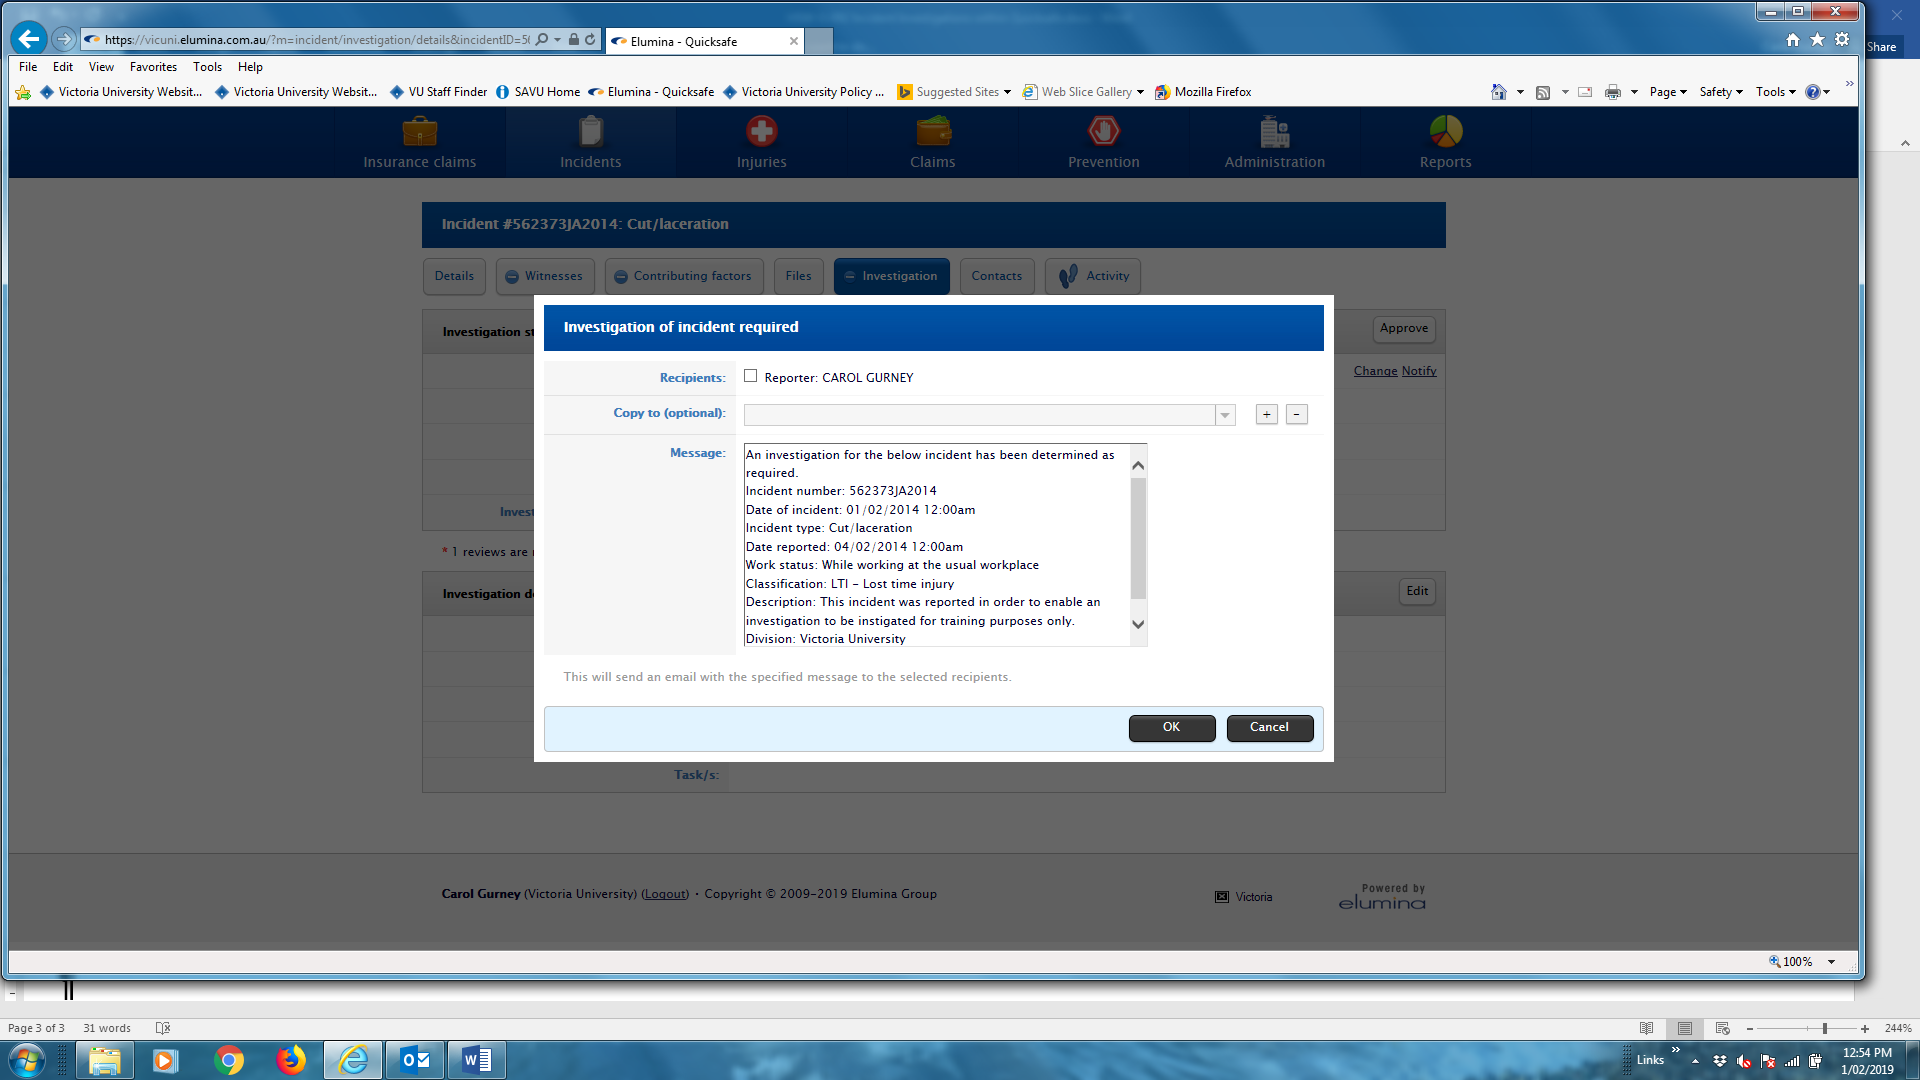 Share
https://vicuni.elumina.com.au/?m=incident/investigation/details&incidentID=5(
Elumina - Quicksafe
File Edit View Favorites Tools Help
Victoria University Websit... Victoria University Websit... VU Staff Finder SAVU Home Elumina - Quicksafe Victoria University Policy ... Suggested Sites Web Slice Gallery Mozilla Firefox Page Safety Tools
Insurance claims Incidents Injuries Claims Prevention Administration Reports
Incident #562373JA2014: Cut/laceration
Details Witnesses Contributing factors Files Investigation Contacts Activity
Investigation st
Approve
Change Notify
Invest
* 1 reviews are
Investigation d
Edit
Task/s:
Investigation of incident required
Recipients: Reporter: CAROL GURNEY
Copy to (optional): + -
Message:
An investigation for the below incident has been determined as
required.
Incident number: 562373JA2014
Date of incident: 01/02/2014 12:00am
Incident type: Cut/laceration
Date reported: 04/02/2014 12:00am
Work status: While working at the usual workplace
Classification: LTI - Lost time injury
Description: This incident was reported in order to enable an
investigation to be instigated for training purposes only.
Division: Victoria University
This will send an email with the specified message to the selected recipients.
OK Cancel
Carol Gurney (Victoria University) (Logout) · Copyright © 2009-2019 Elumina Group
Victoria
Powered by
elumina
100%
Page 3 of 3 31 words
244%
Links
12:54 PM
1/02/2019